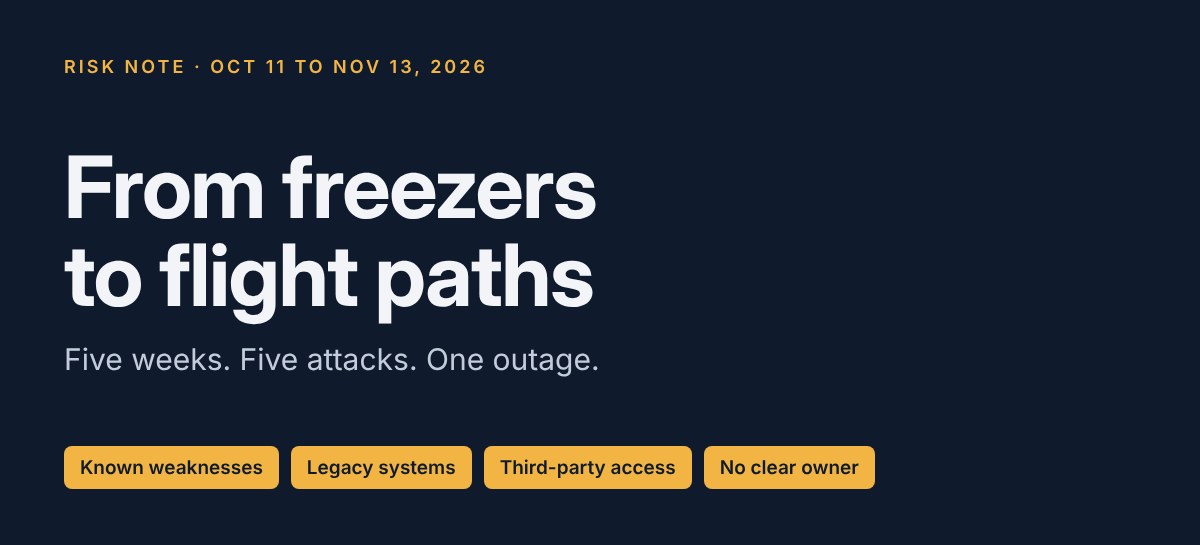 RISK NOTE · OCT 11 TO NOV 13, 2026
From freezers
to flight paths
Five weeks. Five attacks. One outage.
Known weaknesses
Legacy systems
Third-party access
No clear owner